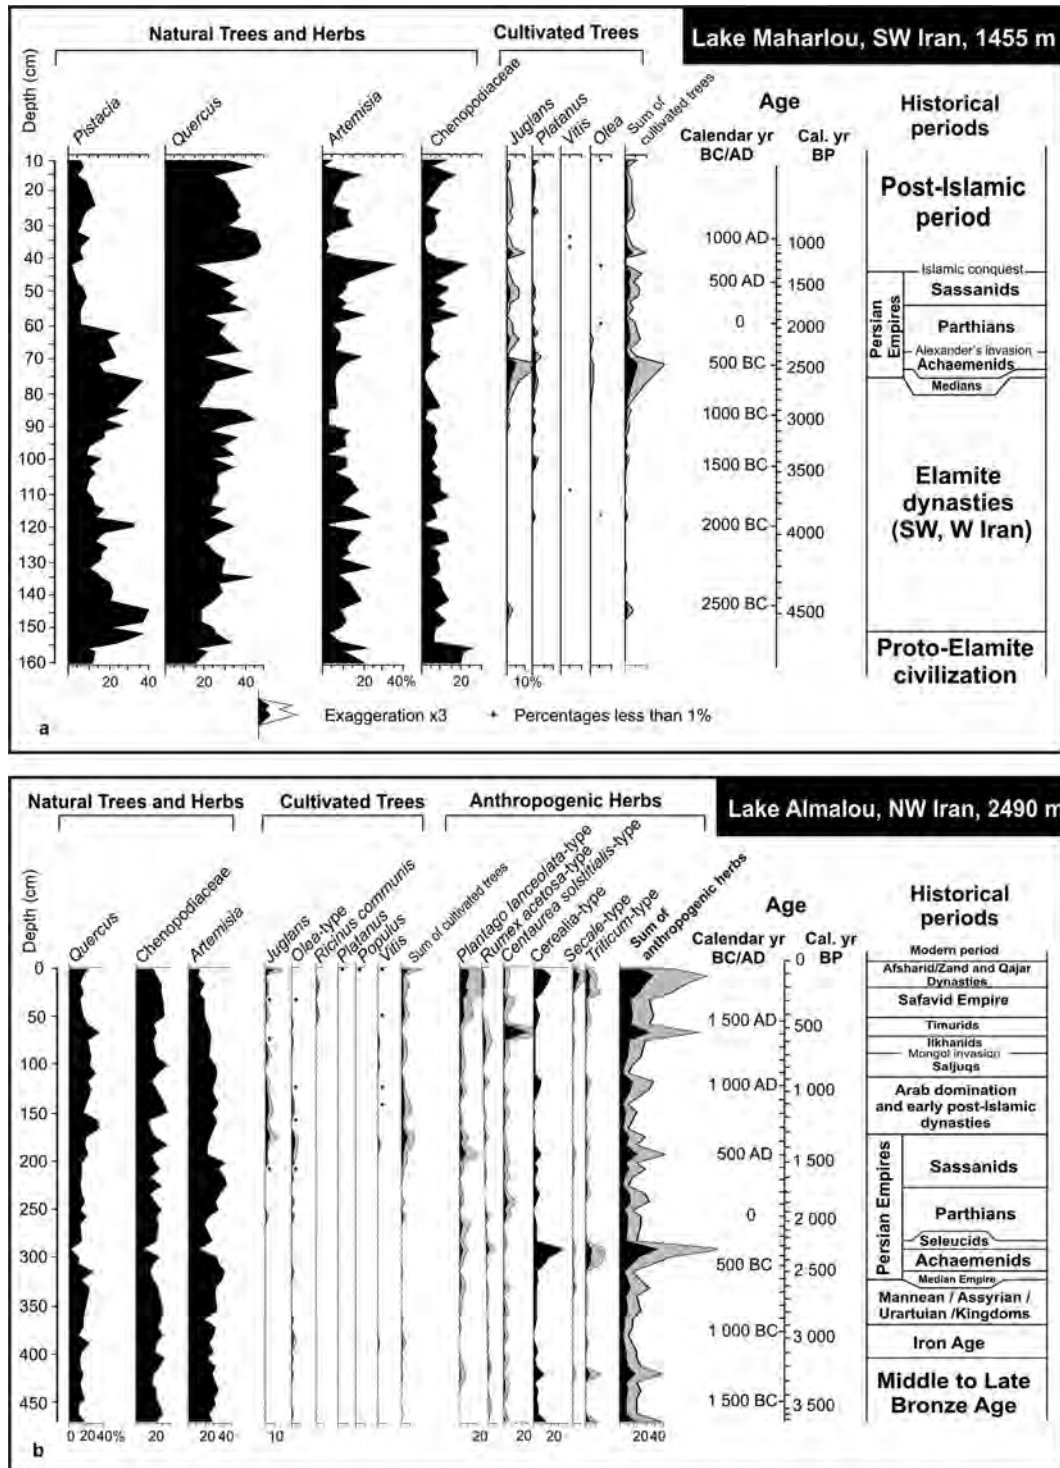 Natural Trees and Herbs
Cultivated Trees
Lake Maharlou, SW Iran, 1455 m
Depth (cm)
Pistacia
Quercus
Artemisia
Chenopodiaceae
Juglans
Platanus
Vitis
Olea
Sum of
cultivated trees
Age
Calendar yr
BC/AD
Cal. yr
BP
Historical
periods
10
20
30
40
50
60
70
80
90
100
110
120
130
140
150
160
1000 AD
500 AD
0
500 BC
1000 BC
1500 BC
2000 BC
2500 BC
1000
1500
2000
2500
3000
3500
4000
4500
Post-Islamic
period
Islamic conquest
Persian
Empires
Sassanids
Parthians
Alexander's invasion
Achaemenids
Medians
Elamite
dynasties
(SW, W Iran)
Proto-Elamite
civilization
20 40 20 40 20 40% 20 10%
Exaggeration x3
Percentages less than 1%
a
Natural Trees and Herbs
Cultivated Trees
Anthropogenic Herbs
Lake Almalou, NW Iran, 2490 m
Depth (cm)
Quercus
Chenopodiaceae
Artemisia
Juglans
Olea-type
Ricinus communis
Platanus
Populus
Vitis
Sum of cultivated trees
Plantago lanceolata-type
Rumex acetosa-type
Centaurea solstitialis-type
Cerealia-type
Secale-type
Triticum-type
Sum of
anthropogenic herbs
Age
Calendar yr
BC/AD
Cal. yr
BP
Historical
periods
0
50
100
150
200
250
300
350
400
450
1 500 AD
1 000 AD
500 AD
0
500 BC
1 000 BC
1 500 BC
0
500
1 000
1 500
2 000
2 500
3 000
3 500
Modern period
Afsharid/Zand and Qajar
Dynasties
Safavid Empire
Timurids
Ilkhanids
Mongol invasion
Saljuqs
Arab domination
and early post-Islamic
dynasties
Persian Empires
Sassanids
Parthians
Seleucids
Achaemenids
Median Empire
Mannean / Assyrian /
Urartuian /Kingdoms
Iron Age
Middle to Late
Bronze Age
0 20 40% 20 20 40 10 20 20 20 20 40
b